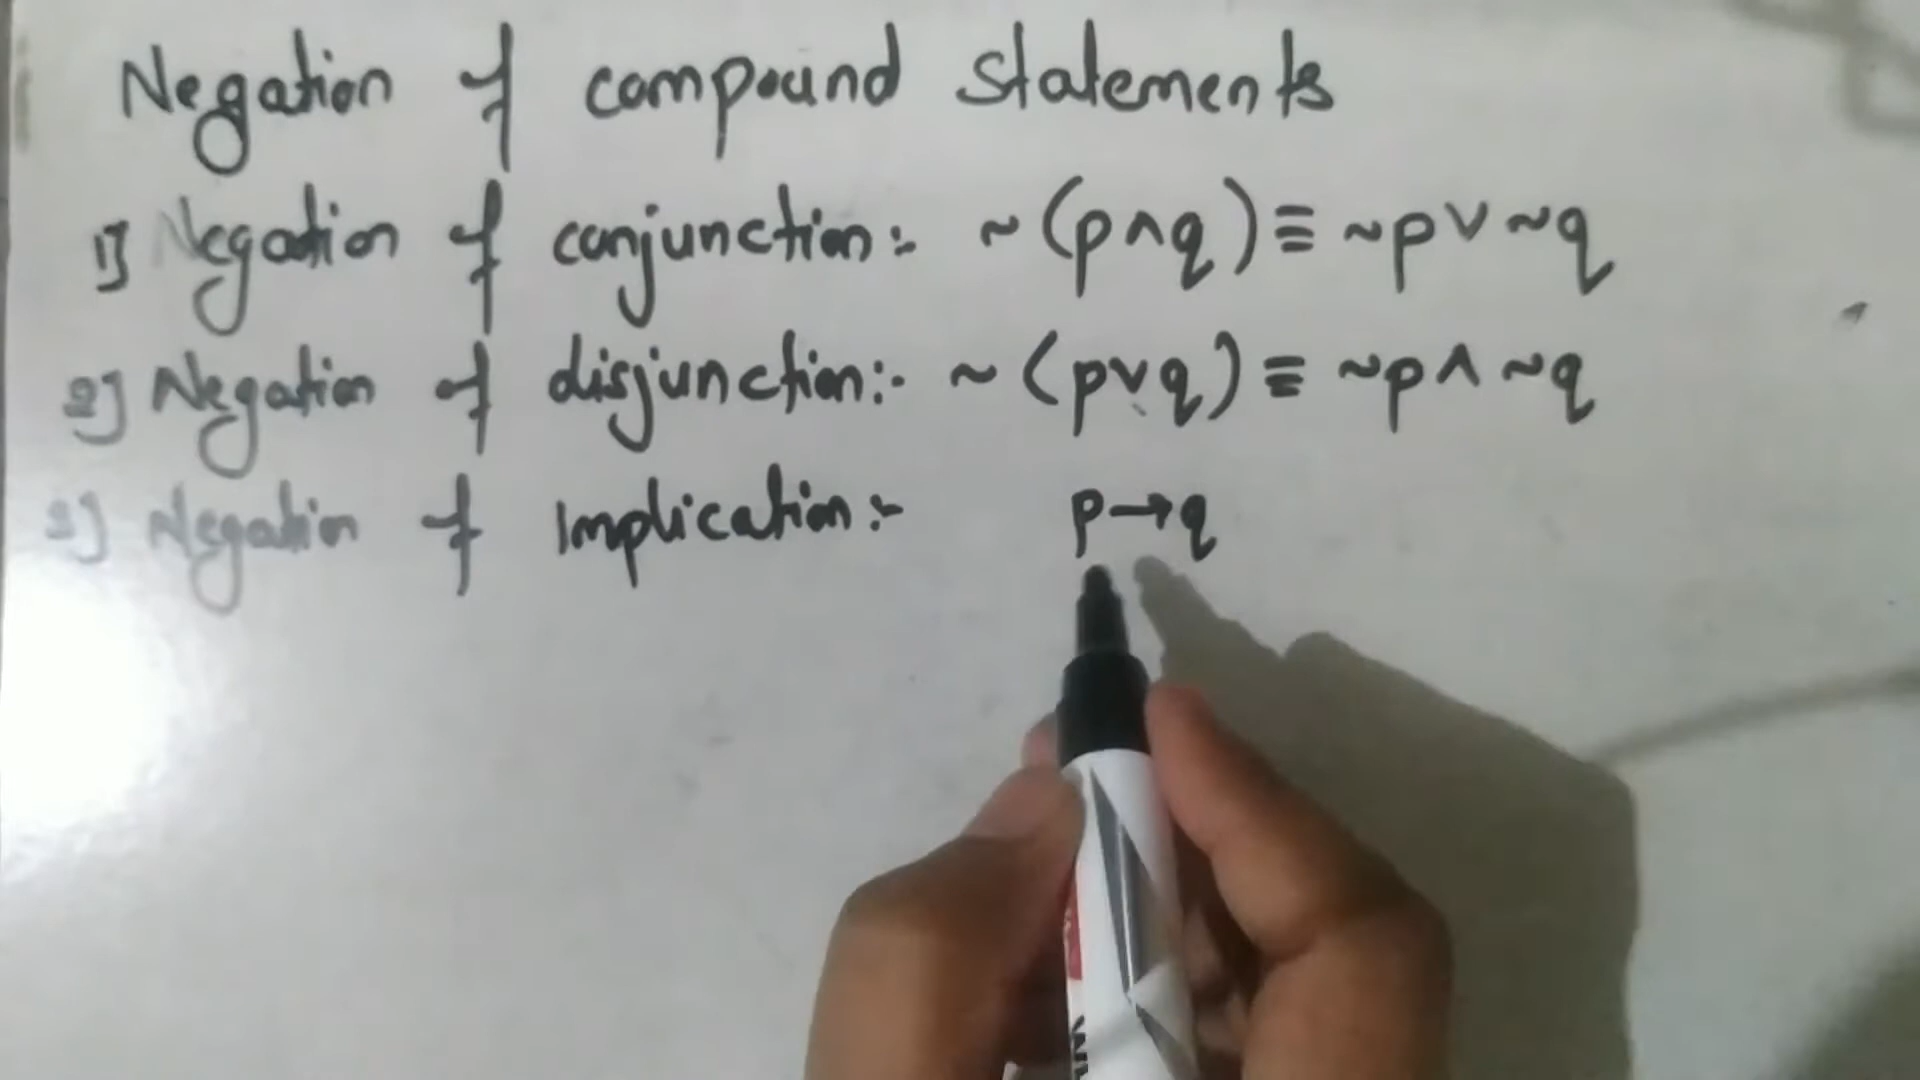 Negation of compound statements
1] Negation of conjunction:- ~(p∧q)≡ ~p∨~q
2] Negation of disjunction:- ~(p∨q)≡ ~p∧~q
3] Negation of Implication:- p→q